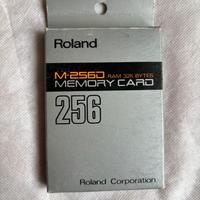 Roland
M-256D RAM 32K BYTES
MEMORY CARD
256
Roland Corporation